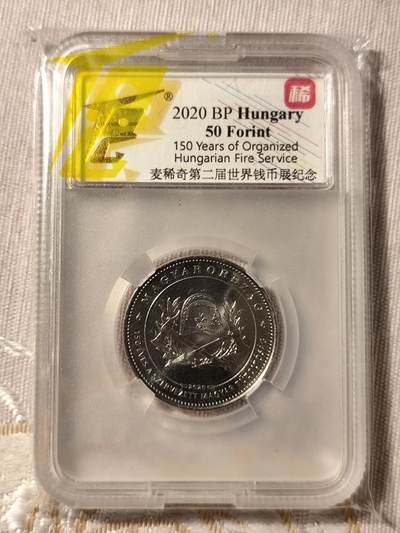 ®
稀
2020 BP Hungary
50 Forint
150 Years of Organized
Hungarian Fire Service
麦稀奇第二届世界钱币展纪念
MAGYARORSZÁG